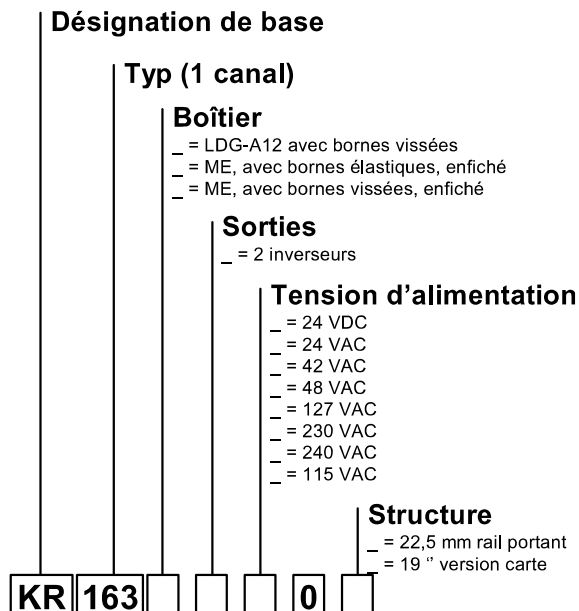 Désignation de base
Typ (1 canal)
Boîtier
_ = LDG-A12 avec bornes vissées
_ = ME, avec bornes élastiques, enfiché
_ = ME, avec bornes vissées, enfiché
Sorties
_ = 2 inverseurs
Tension d’alimentation
_ = 24 VDC
_ = 24 VAC
_ = 42 VAC
_ = 48 VAC
_ = 127 VAC
_ = 230 VAC
_ = 240 VAC
_ = 115 VAC
Structure
_ = 22,5 mm rail portant
_ = 19 ‘’ version carte
KR 163 0